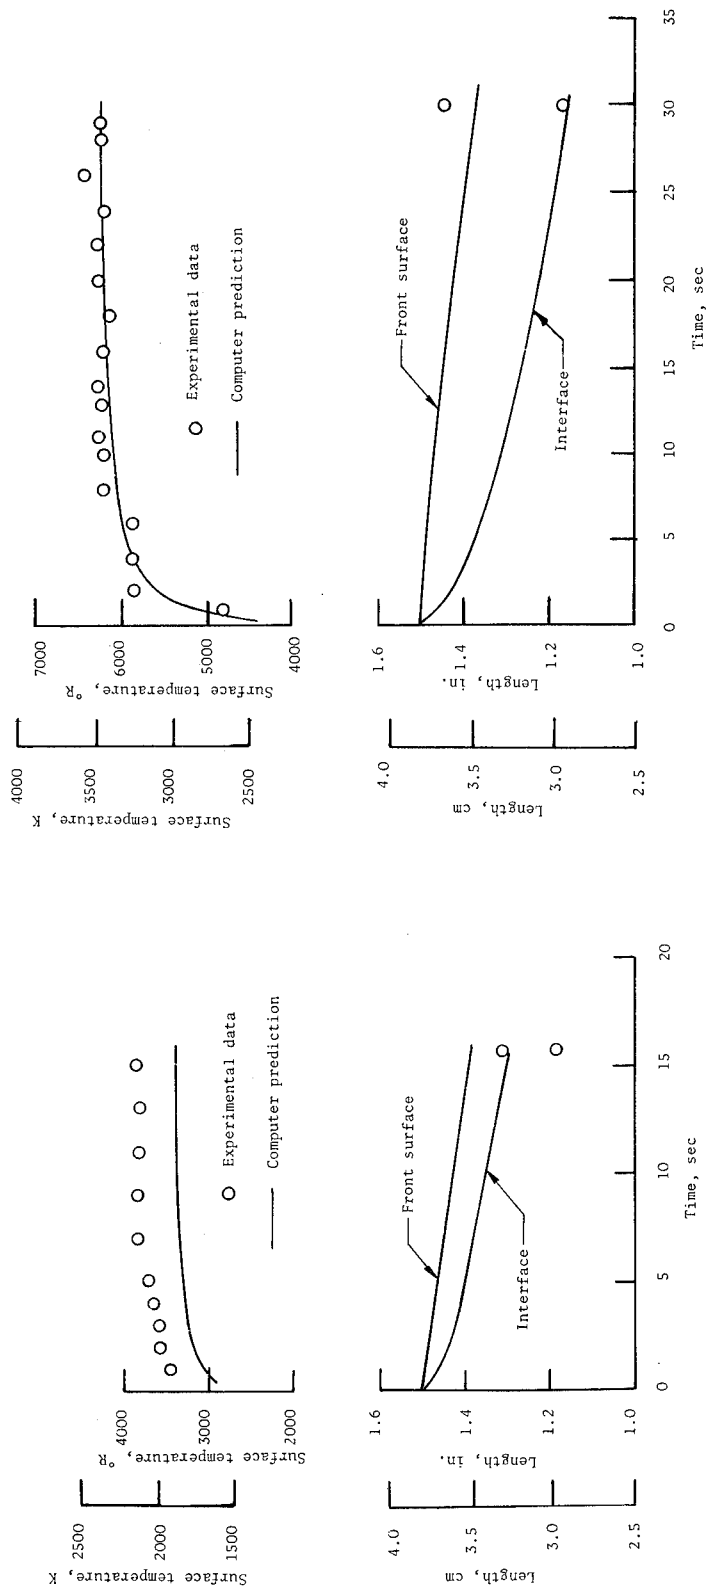 2500
2000
1500
Surface temperature, K
4000
3000
2000
Surface temperature, °R
Experimental data
Computer prediction
4.0
3.5
3.0
2.5
Length, cm
1.6
1.4
1.2
1.0
Length, in.
Front surface
Interface
0
5
10
15
20
Time, sec
4000
3500
3000
2500
Surface temperature, K
7000
6000
5000
4000
Surface temperature, °R
Experimental data
Computer prediction
4.0
3.5
3.0
2.5
Length, cm
1.6
1.4
1.2
1.0
Length, in.
Front surface
Interface
0
5
10
15
20
25
30
35
Time, sec